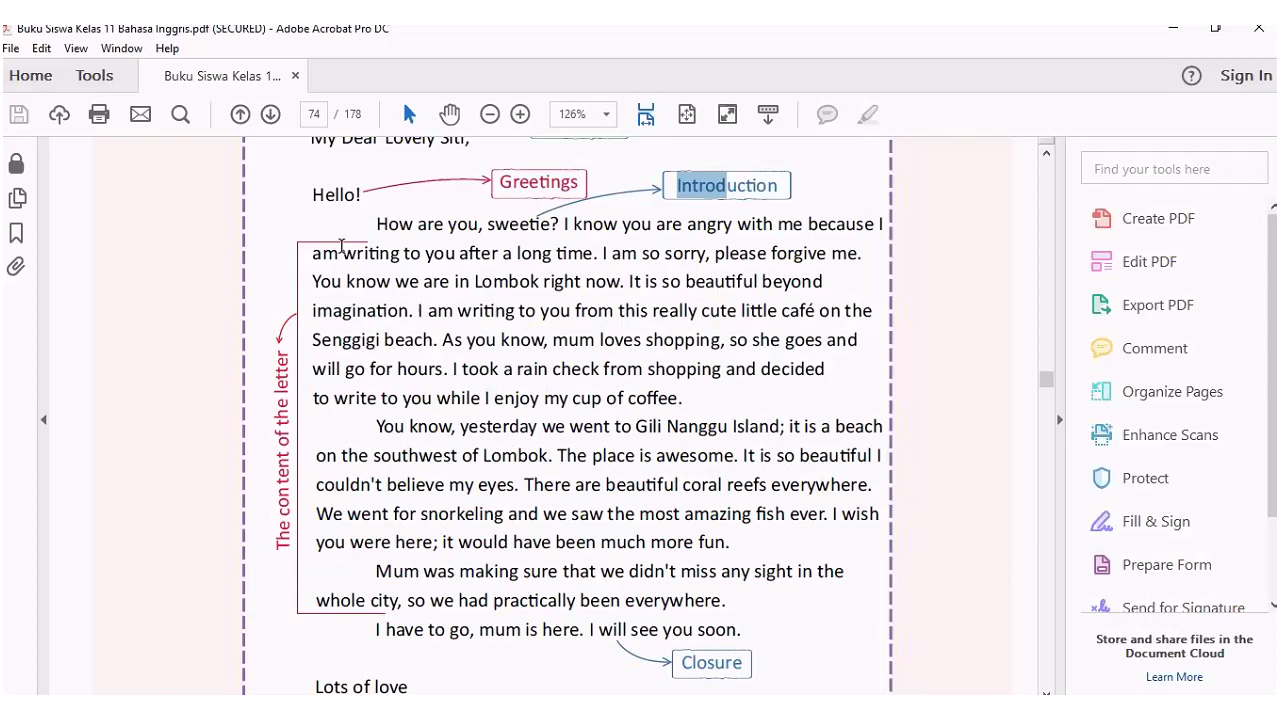 Buku Siswa Kelas 11 Bahasa Inggris.pdf (SECURED) - Adobe Acrobat Pro DC
File Edit View Window Help
Home Tools Buku Siswa Kelas 1... × Sign In
74 / 178 126%
My Dear Lovely Siti,
Hello! Greetings Introduction
How are you, sweetie? I know you are angry with me because I
am writing to you after a long time. I am so sorry, please forgive me.
You know we are in Lombok right now. It is so beautiful beyond
imagination. I am writing to you from this really cute little café on the
Senggigi beach. As you know, mum loves shopping, so she goes and
will go for hours. I took a rain check from shopping and decided
to write to you while I enjoy my cup of coffee.
You know, yesterday we went to Gili Nanggu Island; it is a beach
on the southwest of Lombok. The place is awesome. It is so beautiful I
couldn't believe my eyes. There are beautiful coral reefs everywhere.
We went for snorkeling and we saw the most amazing fish ever. I wish
you were here; it would have been much more fun.
Mum was making sure that we didn't miss any sight in the
whole city, so we had practically been everywhere.
I have to go, mum is here. I will see you soon.
Closure
Lots of love
The content of the letter
Find your tools here
Create PDF
Edit PDF
Export PDF
Comment
Organize Pages
Enhance Scans
Protect
Fill & Sign
Prepare Form
Send for Signature
Store and share files in the
Document Cloud
Learn More